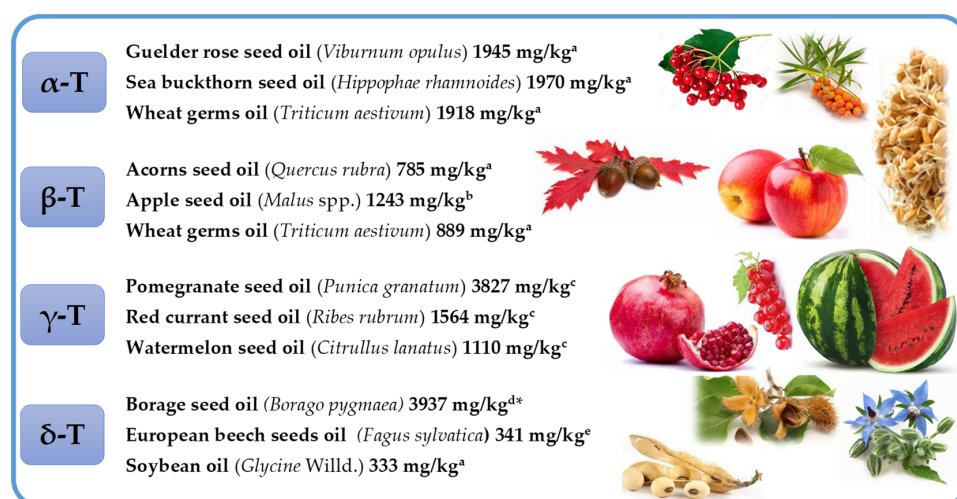 α-T
Guelder rose seed oil (Viburnum opulus) 1945 mg/kgᵃ
Sea buckthorn seed oil (Hippophae rhamnoides) 1970 mg/kgᵃ
Wheat germs oil (Triticum aestivum) 1918 mg/kgᵃ
β-T
Acorns seed oil (Quercus rubra) 785 mg/kgᵃ
Apple seed oil (Malus spp.) 1243 mg/kgᵇ
Wheat germs oil (Triticum aestivum) 889 mg/kgᵃ
γ-T
Pomegranate seed oil (Punica granatum) 3827 mg/kgᶜ
Red currant seed oil (Ribes rubrum) 1564 mg/kgᶜ
Watermelon seed oil (Citrullus lanatus) 1110 mg/kgᶜ
δ-T
Borage seed oil (Borago pygmaea) 3937 mg/kgᵈ*
European beech seeds oil (Fagus sylvatica) 341 mg/kgᵉ
Soybean oil (Glycine Willd.) 333 mg/kgᵃ